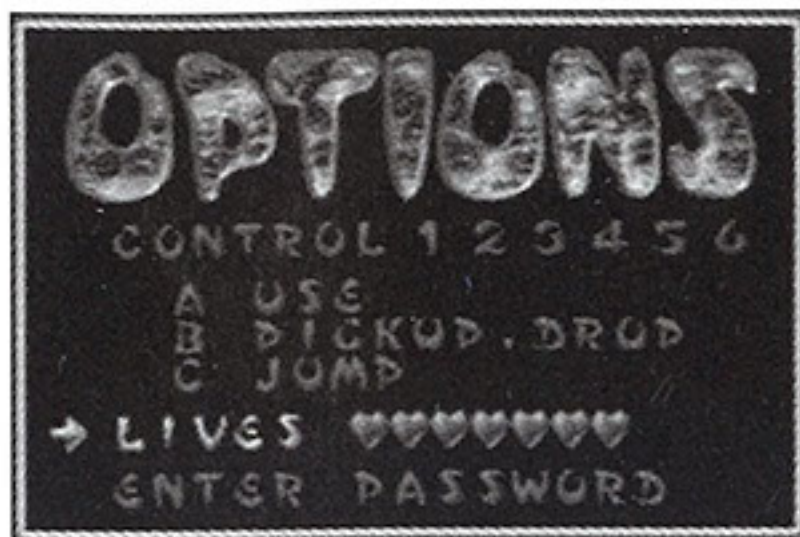 OPTIONS
CONTROL 1 2 3 4 5 6
A USE
B PICKUP.DROP
C JUMP
LIVES
ENTER PASSWORD